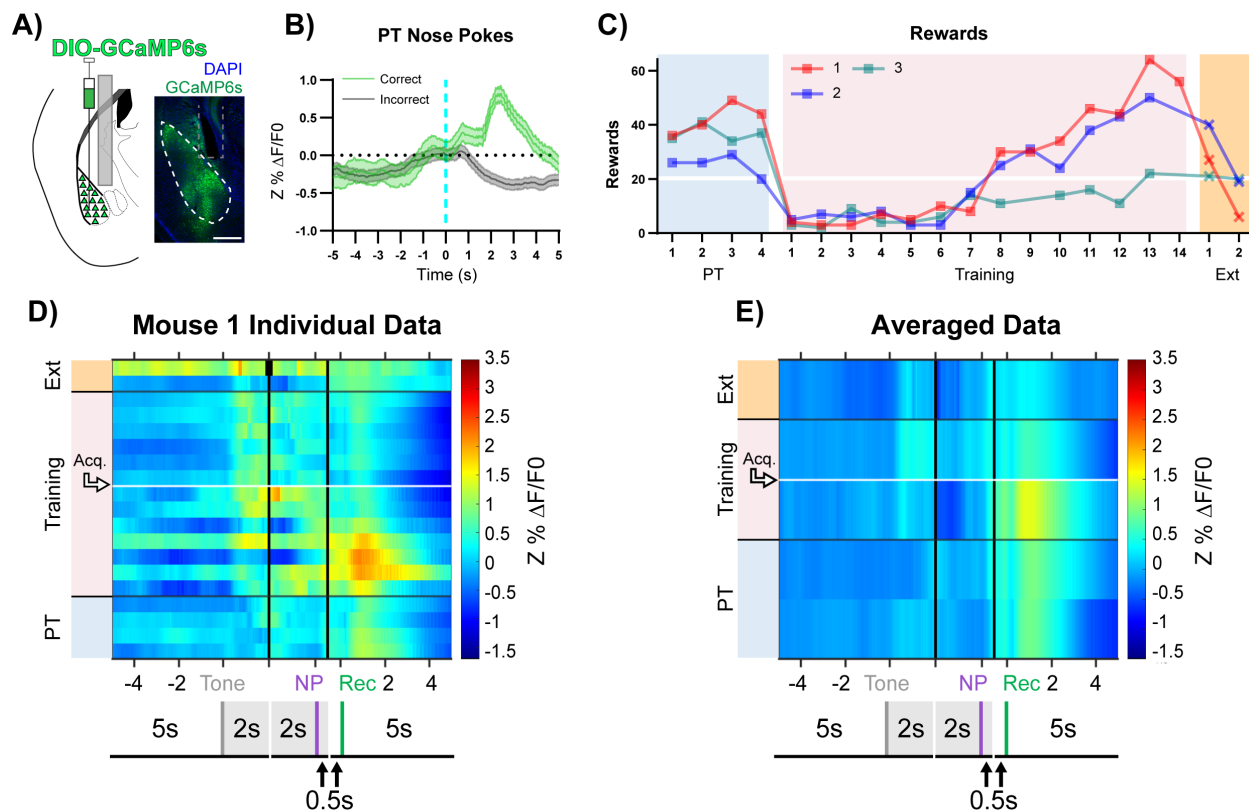 A)
DIO-GCaMP6s
DAPI
GCaMP6s
B)
PT Nose Pokes
Correct
Incorrect
Z % ΔF/F0
1.0
0.5
0.0
-0.5
-1.0
-5 -4 -3 -2 -1 0 1 2 3 4 5
Time (s)
C)
Rewards
1 3
2
Rewards
60
40
20
0
1 2 3 4 1 2 3 4 5 6 7 8 9 10 11 12 13 14 1 2
PT Training Ext
D)
Mouse 1 Individual Data
Ext
Training
Acq.
PT
3.5
3
2.5
2
1.5
1
0.5
0
-0.5
-1
-1.5
Z % ΔF/F0
-4 -2 Tone NP Rec 2 4
5s 2s 2s 5s
0.5s
E)
Averaged Data
Ext
Training
Acq.
PT
3.5
3
2.5
2
1.5
1
0.5
0
-0.5
-1
-1.5
Z % ΔF/F0
-4 -2 Tone NP Rec 2 4
5s 2s 2s 5s
0.5s